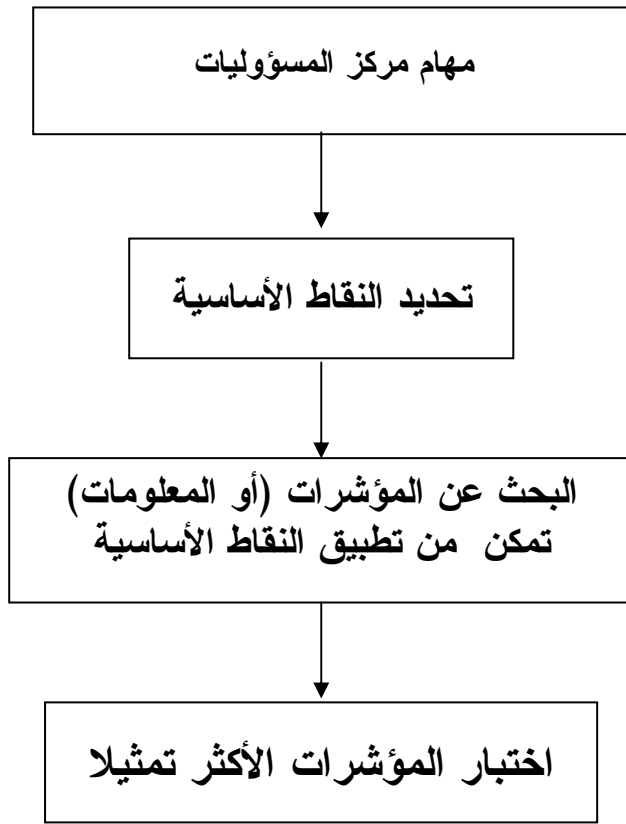 مهام مركز المسؤوليات
تحديد النقاط الأساسية
البحث عن المؤشرات (أو المعلومات)
تمكن من تطبيق النقاط الأساسية
اختبار المؤشرات الأكثر تمثيلا